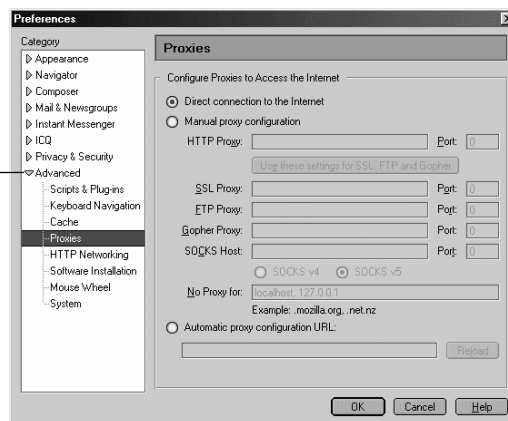 Preferences
Category
Appearance
Navigator
Composer
Mail & Newsgroups
Instant Messenger
ICQ
Privacy & Security
Advanced
Scripts & Plug-ins
Keyboard Navigation
Cache
Proxies
HTTP Networking
Software Installation
Mouse Wheel
System
Proxies
Configure Proxies to Access the Internet
Direct connection to the Internet
Manual proxy configuration
HTTP Proxy: Port: 0
Use these settings for SSL, FTP and Gopher
SSL Proxy: Port: 0
FTP Proxy: Port: 0
Gopher Proxy: Port: 0
SOCKS Host: Port: 0
SOCKS v4 SOCKS v5
No Proxy for: localhost, 127.0.0.1
Example: .mozilla.org, .net.nz
Automatic proxy configuration URL:
Reload
OK Cancel Help